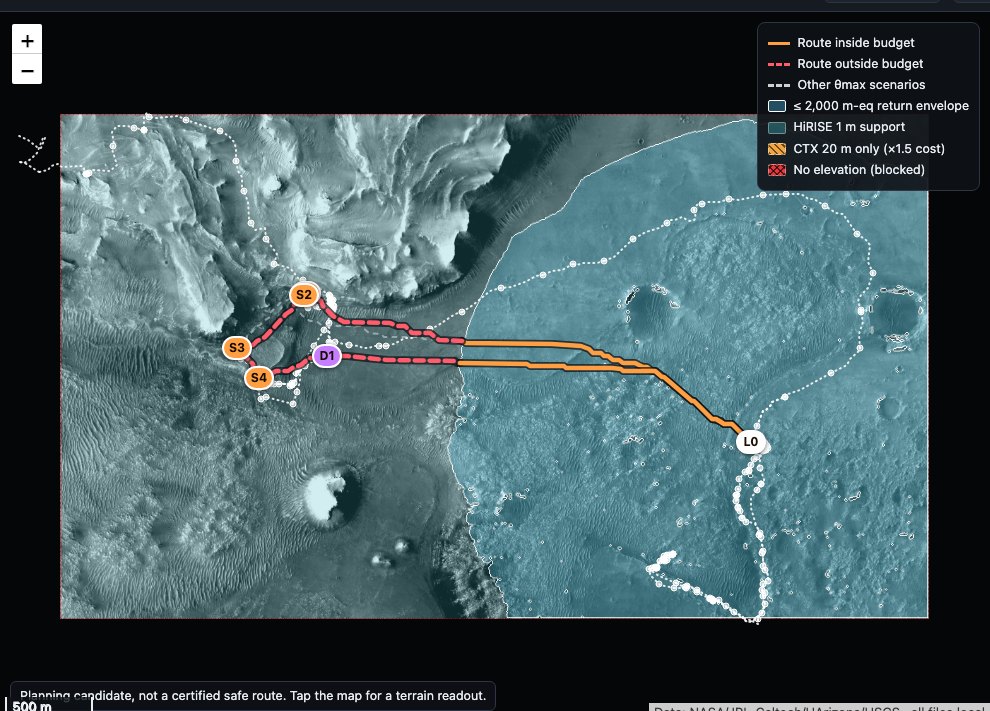 +
−
Route inside budget
Route outside budget
Other θmax scenarios
≤ 2,000 m-eq return envelope
HiRISE 1 m support
CTX 20 m only (×1.5 cost)
No elevation (blocked)
S2
S3
D1
S4
L0
Planning candidate, not a certified safe route. Tap the map for a terrain readout.
500 m
Data: NASA/JPL-Caltech/UArizona/USGS · all files local